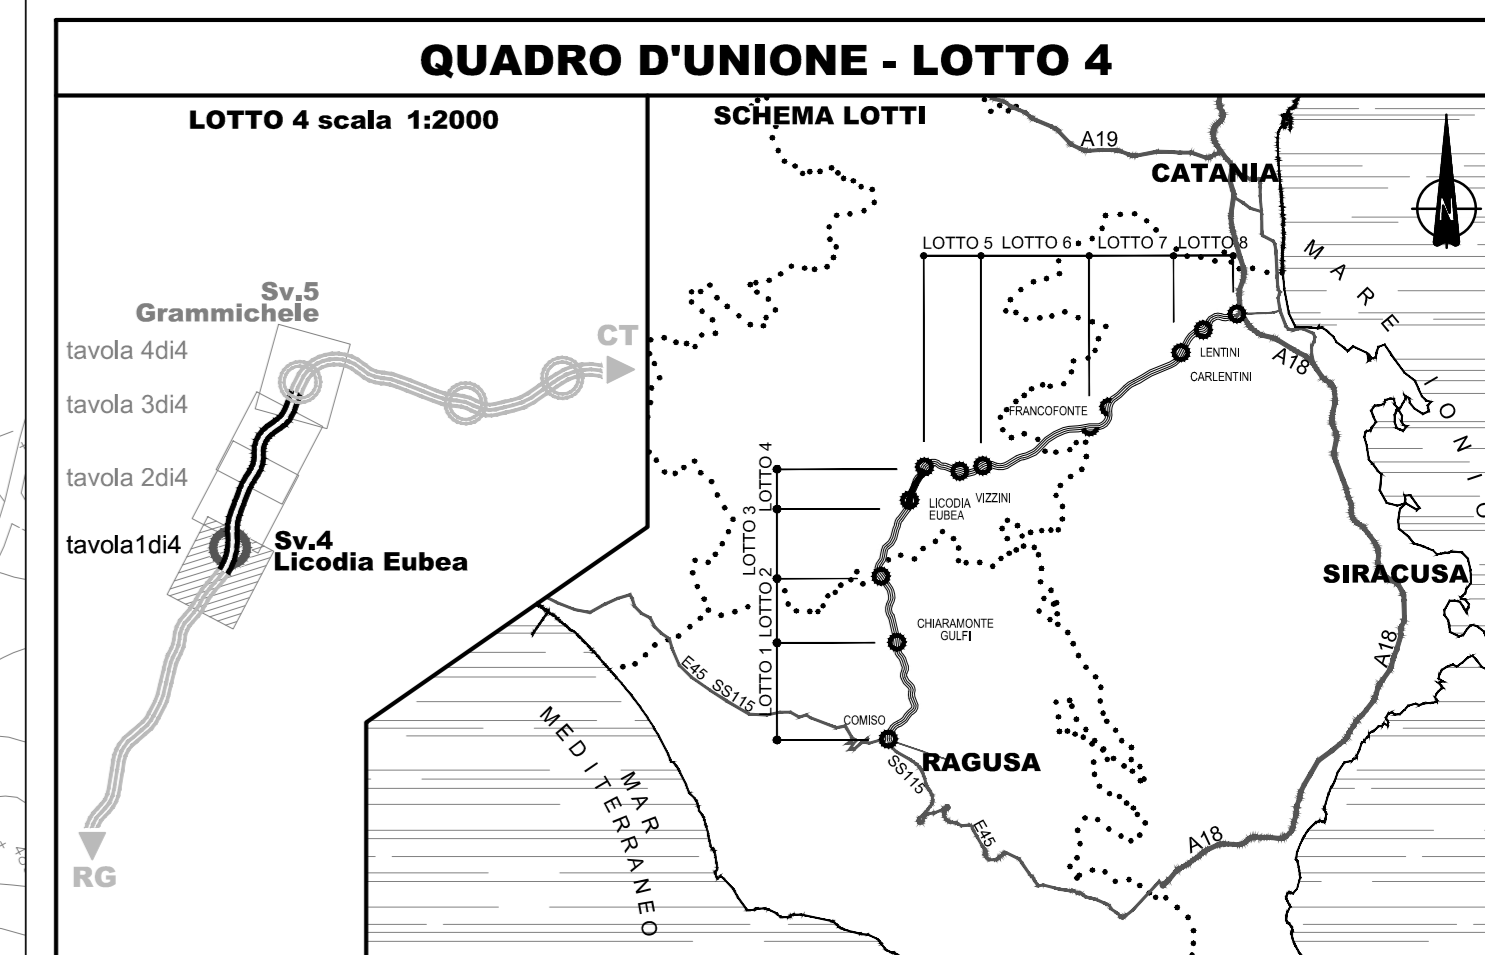 QUADRO D'UNIONE - LOTTO 4
LOTTO 4 scala 1:2000
Sv.5
Grammichele
tavola 4di4
CT
tavola 3di4
tavola 2di4
tavola1di4
Sv.4
Licodia Eubea
RG
SCHEMA LOTTI
A19
CATANIA
N
LOTTO 5
LOTTO 6
LOTTO 7
LOTTO 8
MARE
IONIO
LENTINI
CARLENTINI
A18
FRANCOFONTE
LOTTO 4
LOTTO 3
LOTTO 2
LOTTO 1
LICODIA
EUBEA
VIZZINI
SIRACUSA
CHIARAMONTE
GULFI
A18
E45 SS115
COMISO
RAGUSA
SS115
E45
A18
MAR
MEDITERRANEO